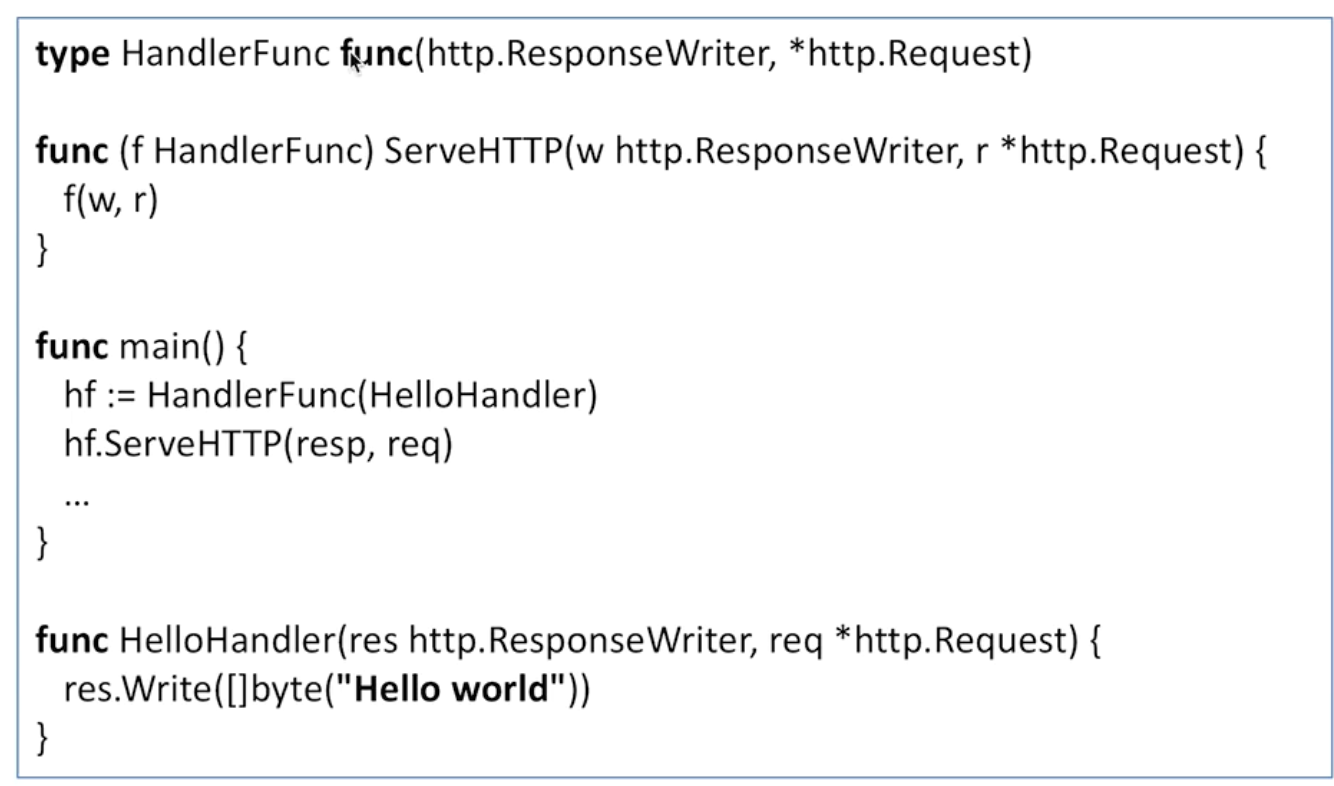 type HandlerFunc func(http.ResponseWriter, *http.Request)
func (f HandlerFunc) ServeHTTP(w http.ResponseWriter, r *http.Request) {
f(w, r)
}
func main() {
hf := HandlerFunc(HelloHandler)
hf.ServeHTTP(resp, req)
...
}
func HelloHandler(res http.ResponseWriter, req *http.Request) {
res.Write([]byte("Hello world"))
}